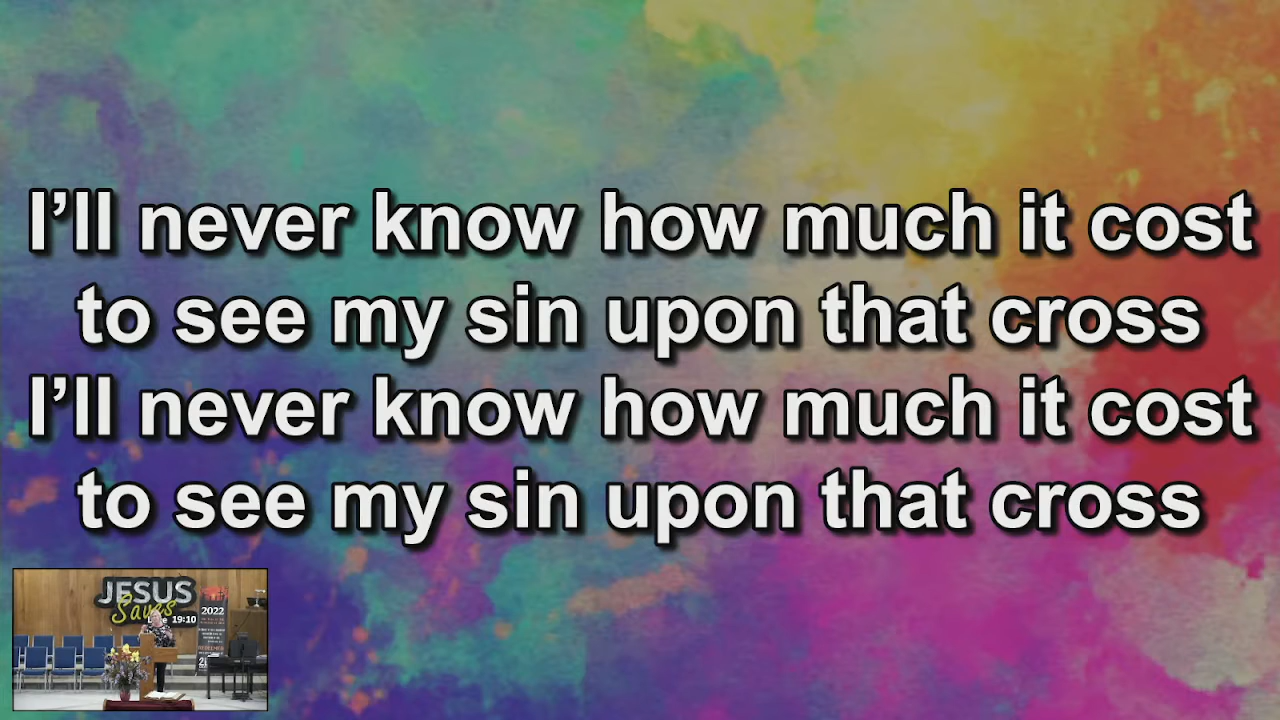 I’ll never know how much it cost
to see my sin upon that cross
I’ll never know how much it cost
to see my sin upon that cross
JESUS
Saves
19:10
2022